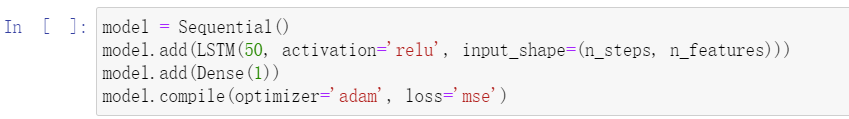 In [ ]: model = Sequential()
model.add(LSTM(50, activation='relu', input_shape=(n_steps, n_features)))
model.add(Dense(1))
model.compile(optimizer='adam', loss='mse')